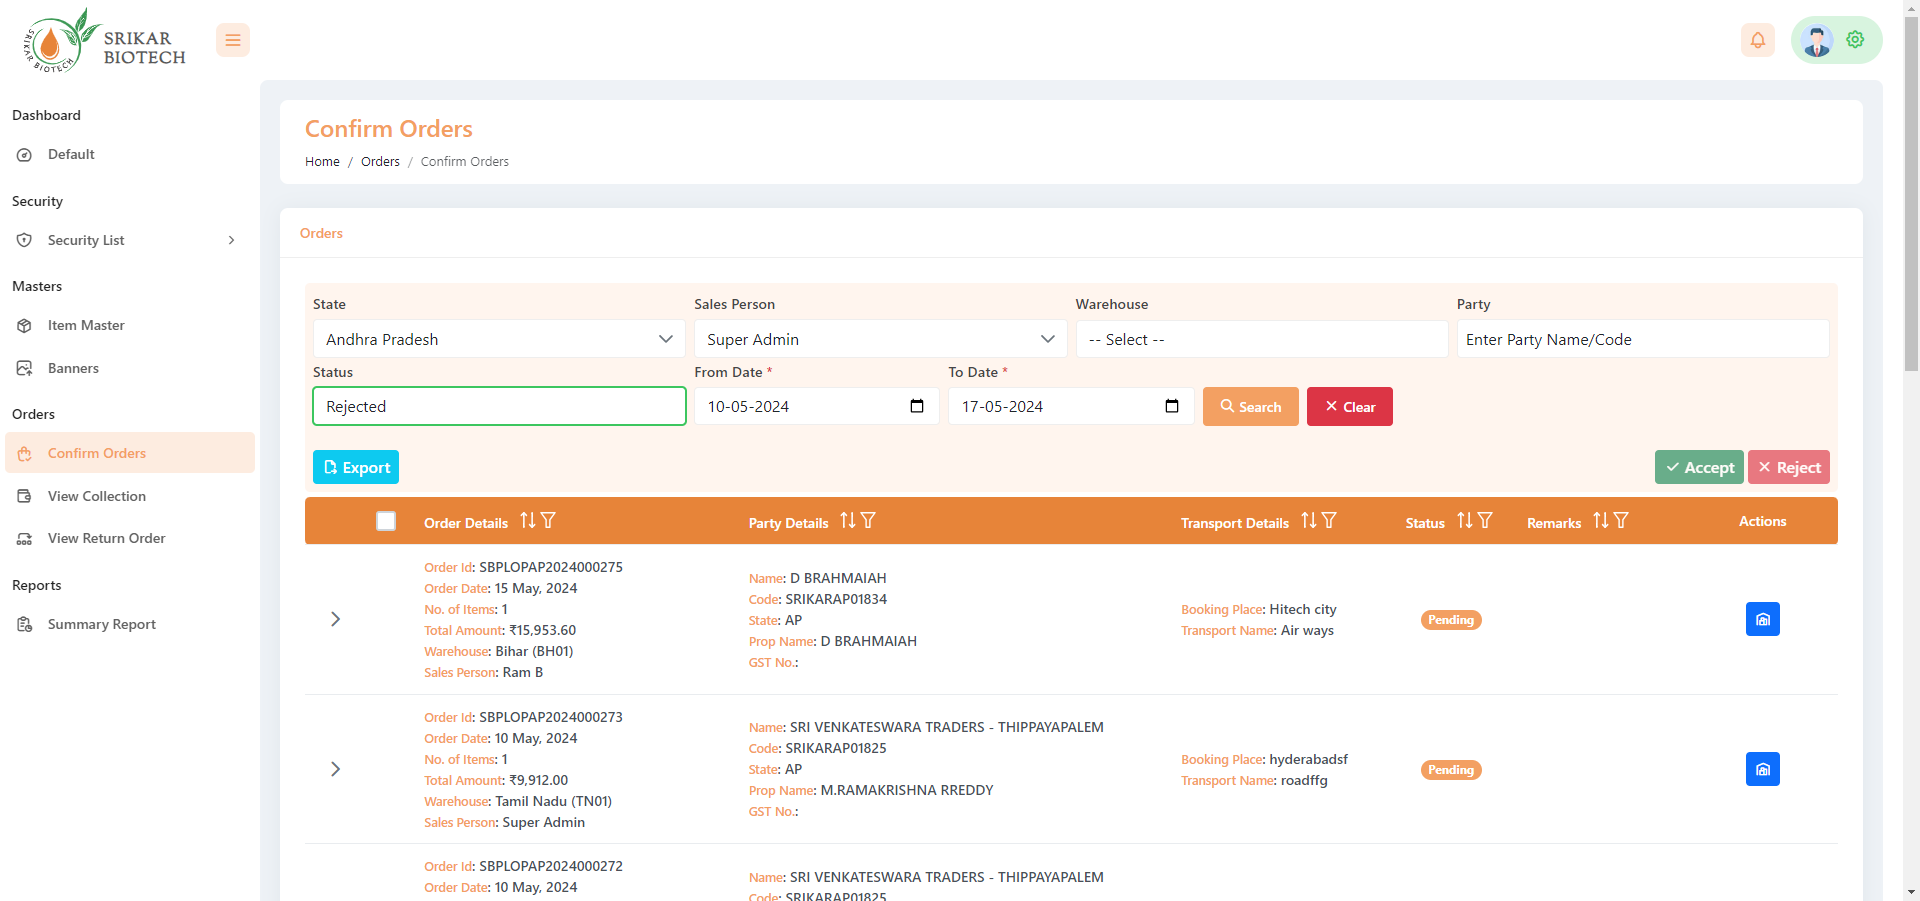 SRIKAR BIOTECH
SRIKAR
BIOTECH
Dashboard
Default
Security
Security List
Masters
Item Master
Banners
Orders
Confirm Orders
View Collection
View Return Order
Reports
Summary Report
Confirm Orders
Home / Orders / Confirm Orders
Orders
State
Sales Person
Warehouse
Party
Andhra Pradesh
Super Admin
-- Select --
Enter Party Name/Code
Status
From Date *
To Date *
Rejected
10-05-2024
17-05-2024
Search
Clear
Export
Accept
Reject
Order Details
Party Details
Transport Details
Status
Remarks
Actions
Order Id: SBPLOPAP2024000275
Order Date: 15 May, 2024
No. of Items: 1
Total Amount: ₹15,953.60
Warehouse: Bihar (BH01)
Sales Person: Ram B
Name: D BRAHMAIAH
Code: SRIKARAP01834
State: AP
Prop Name: D BRAHMAIAH
GST No.:
Booking Place: Hitech city
Transport Name: Air ways
Pending
Order Id: SBPLOPAP2024000273
Order Date: 10 May, 2024
No. of Items: 1
Total Amount: ₹9,912.00
Warehouse: Tamil Nadu (TN01)
Sales Person: Super Admin
Name: SRI VENKATESWARA TRADERS - THIPPAYAPALEM
Code: SRIKARAP01825
State: AP
Prop Name: M.RAMAKRISHNA RREDDY
GST No.:
Booking Place: hyderabadsf
Transport Name: roadffg
Pending
Order Id: SBPLOPAP2024000272
Order Date: 10 May, 2024
Name: SRI VENKATESWARA TRADERS - THIPPAYAPALEM
Code: SRIKARAP01825